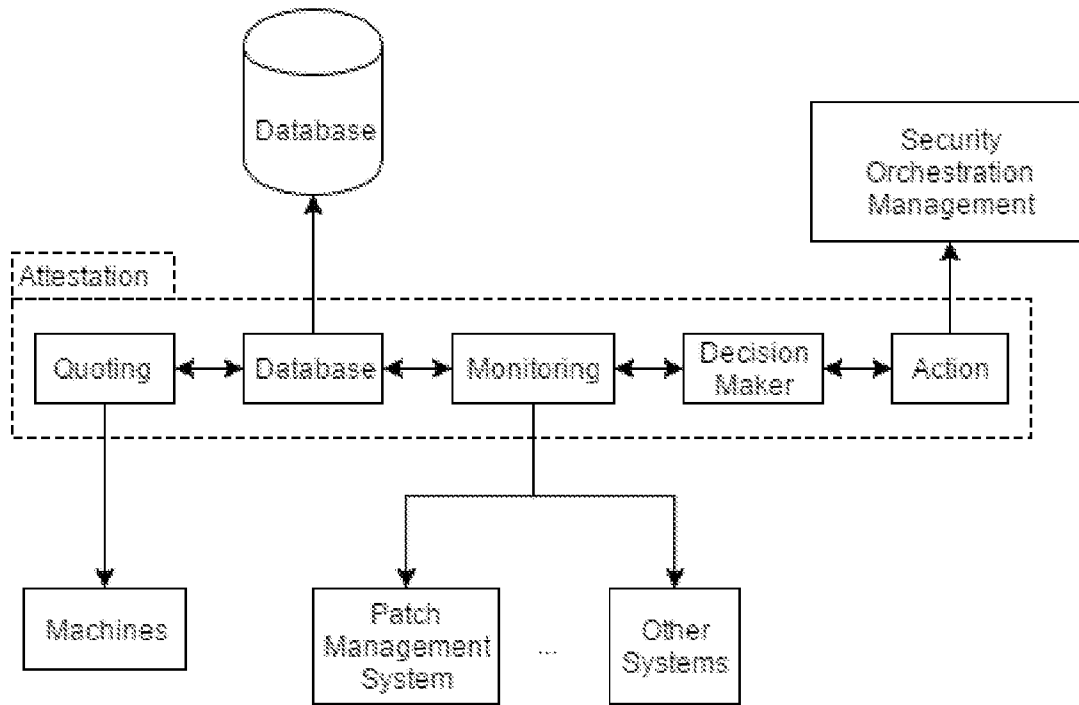 Database
Security
Orchestration
Management
Attestation
Quoting
Database
Monitoring
Decision
Maker
Action
Machines
Patch
Management
System
...
Other
Systems